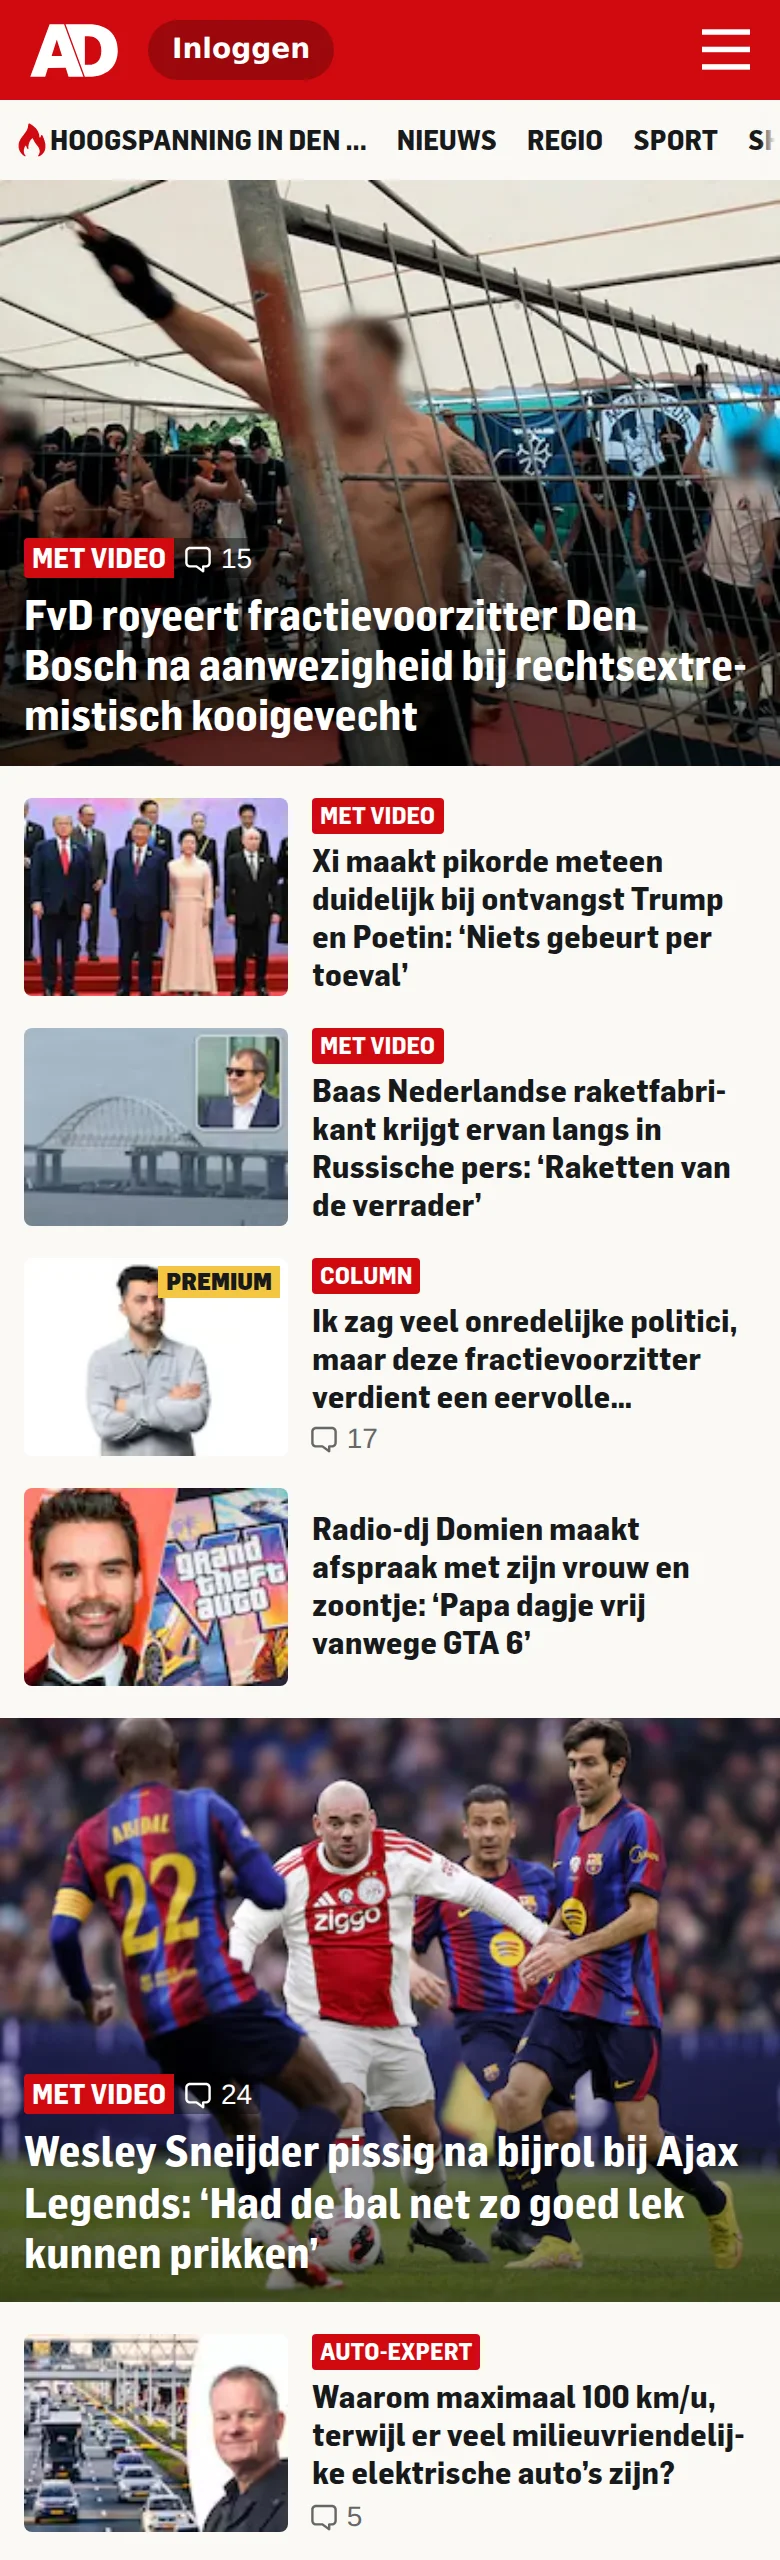 AD
Inloggen
HOOGSPANNING IN DEN ...
NIEUWS
REGIO
SPORT
MET VIDEO
15
FvD royeert fractievoorzitter Den
Bosch na aanwezigheid bij rechtsextre-
mistisch kooigevecht
MET VIDEO
Xi maakt pikorde meteen
duidelijk bij ontvangst Trump
en Poetin: ‘Niets gebeurt per
toeval’
MET VIDEO
Baas Nederlandse raketfabri-
kant krijgt ervan langs in
Russische pers: ‘Raketten van
de verrader’
PREMIUM
COLUMN
Ik zag veel onredelijke politici,
maar deze fractievoorzitter
verdient een eervolle...
17
grand
theft
auto
Radio-dj Domien maakt
afspraak met zijn vrouw en
zoontje: ‘Papa dagje vrij
vanwege GTA 6’
ABIDAL
22
ziggo
MET VIDEO
24
Wesley Sneijder pissig na bijrol bij Ajax
Legends: ‘Had de bal net zo goed lek
kunnen prikken’
AUTO-EXPERT
Waarom maximaal 100 km/u,
terwijl er veel milieuvriendelij-
ke elektrische auto’s zijn?
5